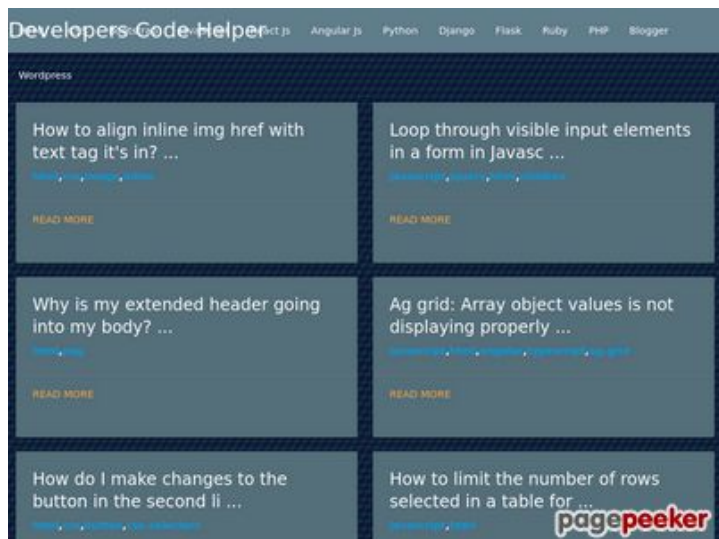 Developers Code Helper
Angular Js Python Django Flask Ruby PHP Blogger
Wordpress
How to align inline img href with
text tag it's in? ...
READ MORE
Loop through visible input elements
in a form in Javasc ...
READ MORE
Why is my extended header going
into my body? ...
READ MORE
Ag grid: Array object values is not
displaying properly ...
READ MORE
How do I make changes to the
button in the second li ...
How to limit the number of rows
selected in a table for ...
pagepeeker